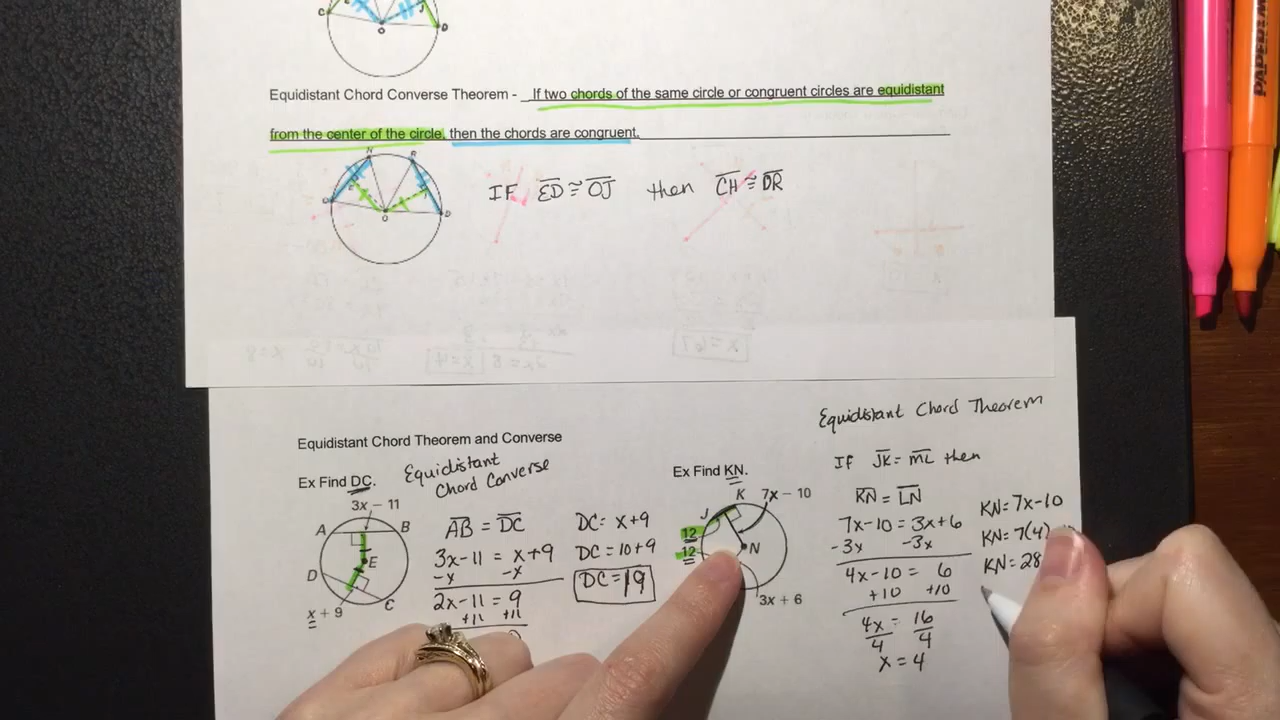 C
D
O
Equidistant Chord Converse Theorem - If two chords of the same circle or congruent circles are equidistant
from the center of the circle, then the chords are congruent.
IF ED ≅ OJ then CH ≅ DR
Equidistant Chord Theorem
Equidistant Chord Theorem and Converse
Ex Find DC.
Equidistant
Chord Converse
3x - 11
A
B
E
D
C
x + 9
AB = DC
3x-11 = x+9
-x -x
2x-11 = 9
+11 +11
DC = x+9
DC = 10+9
DC = 19
Ex Find KN.
K
7x - 10
J
12
12
N
3x + 6
If JK = ML then
KN = LN
7x-10 = 3x+6
-3x -3x
4x-10 = 6
+10 +10
4x = 16
4 4
x = 4
KN = 7x-10
KN = 7(4)
KN = 28